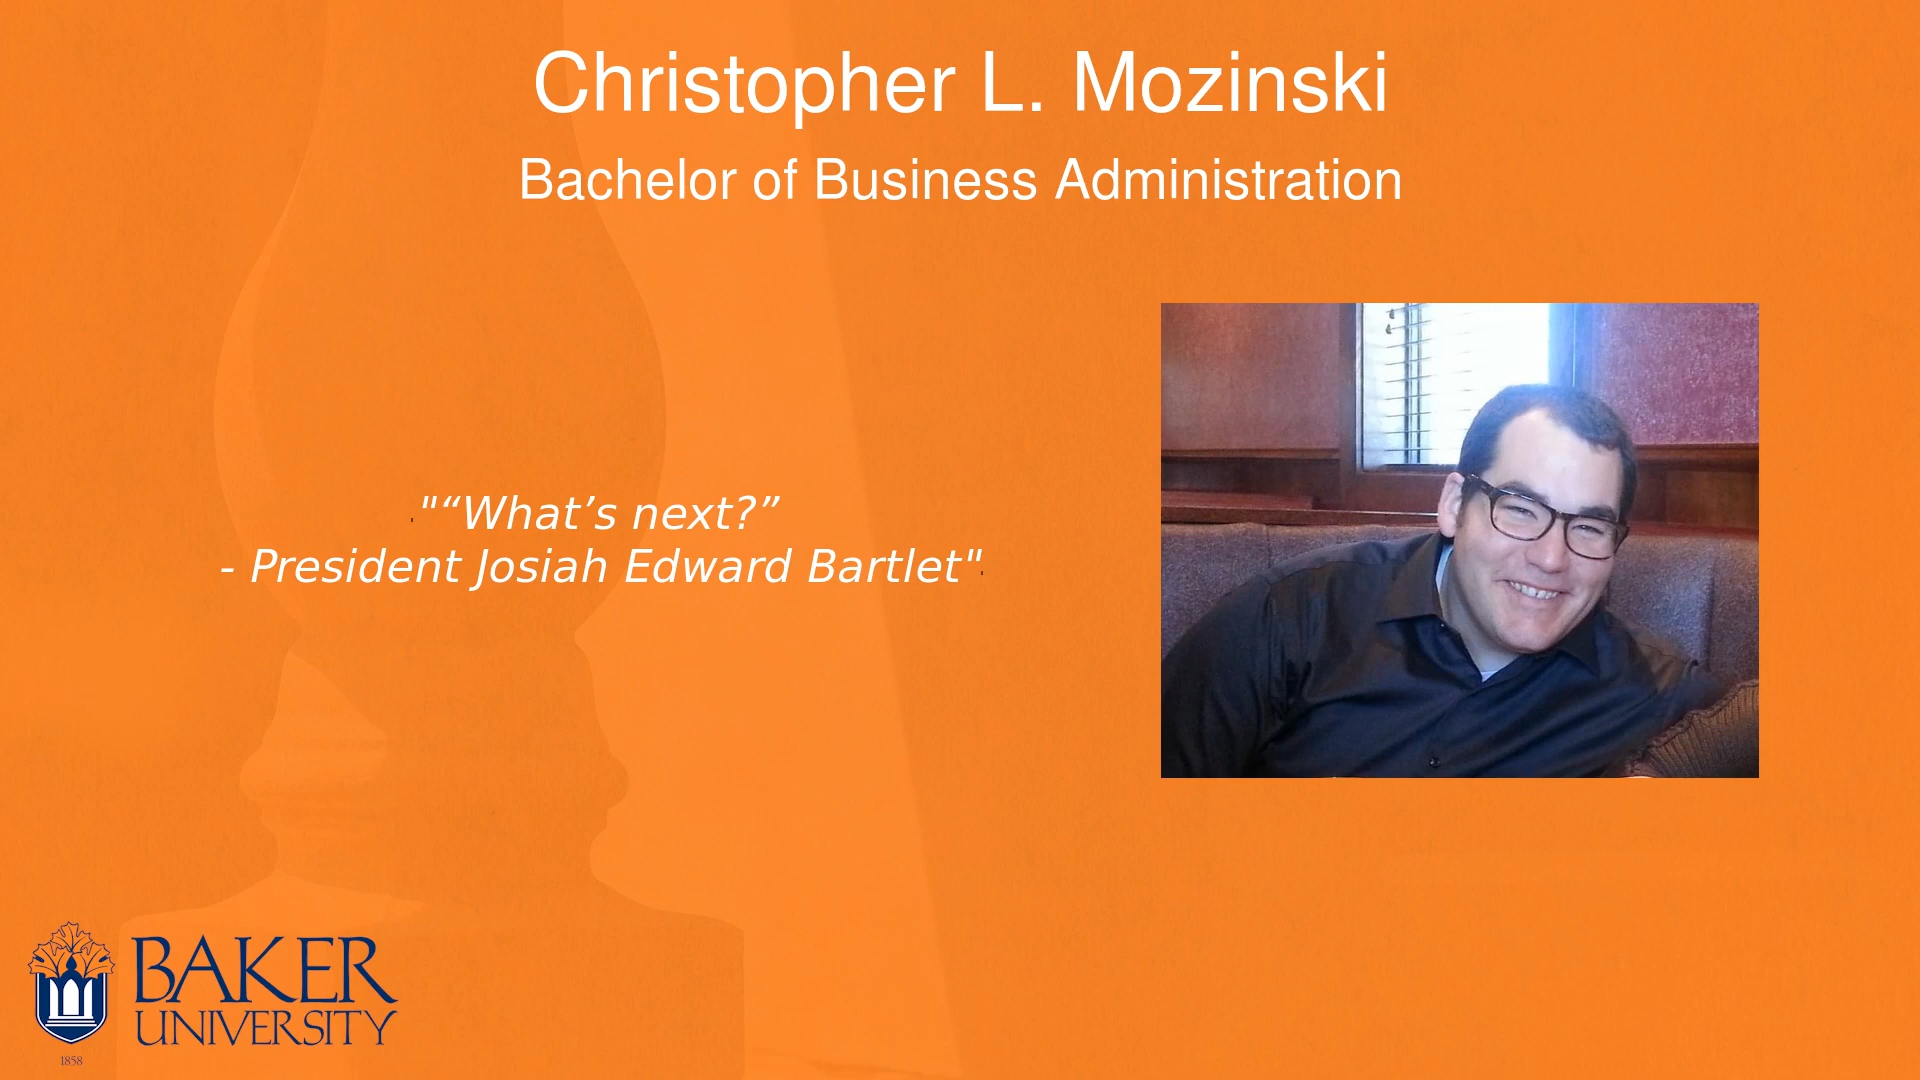 Christopher L. Mozinski
Bachelor of Business Administration
"“What’s next?”
- President Josiah Edward Bartlet"
BAKER
UNIVERSITY
1858